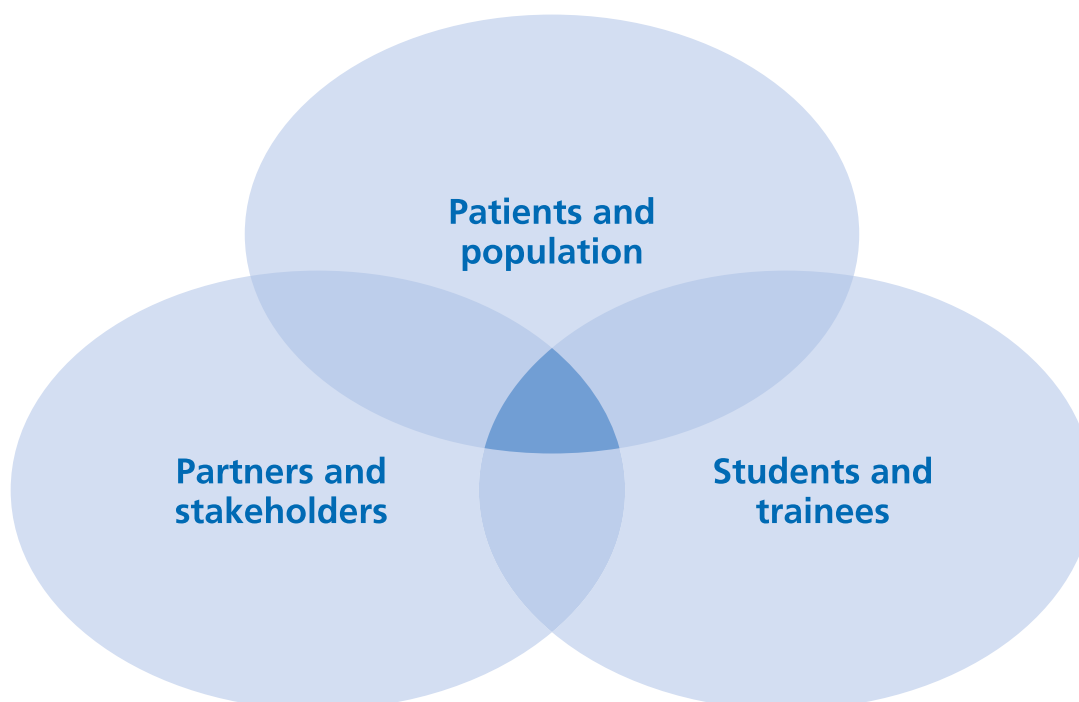 Patients and
population
Partners and
stakeholders
Students and
trainees